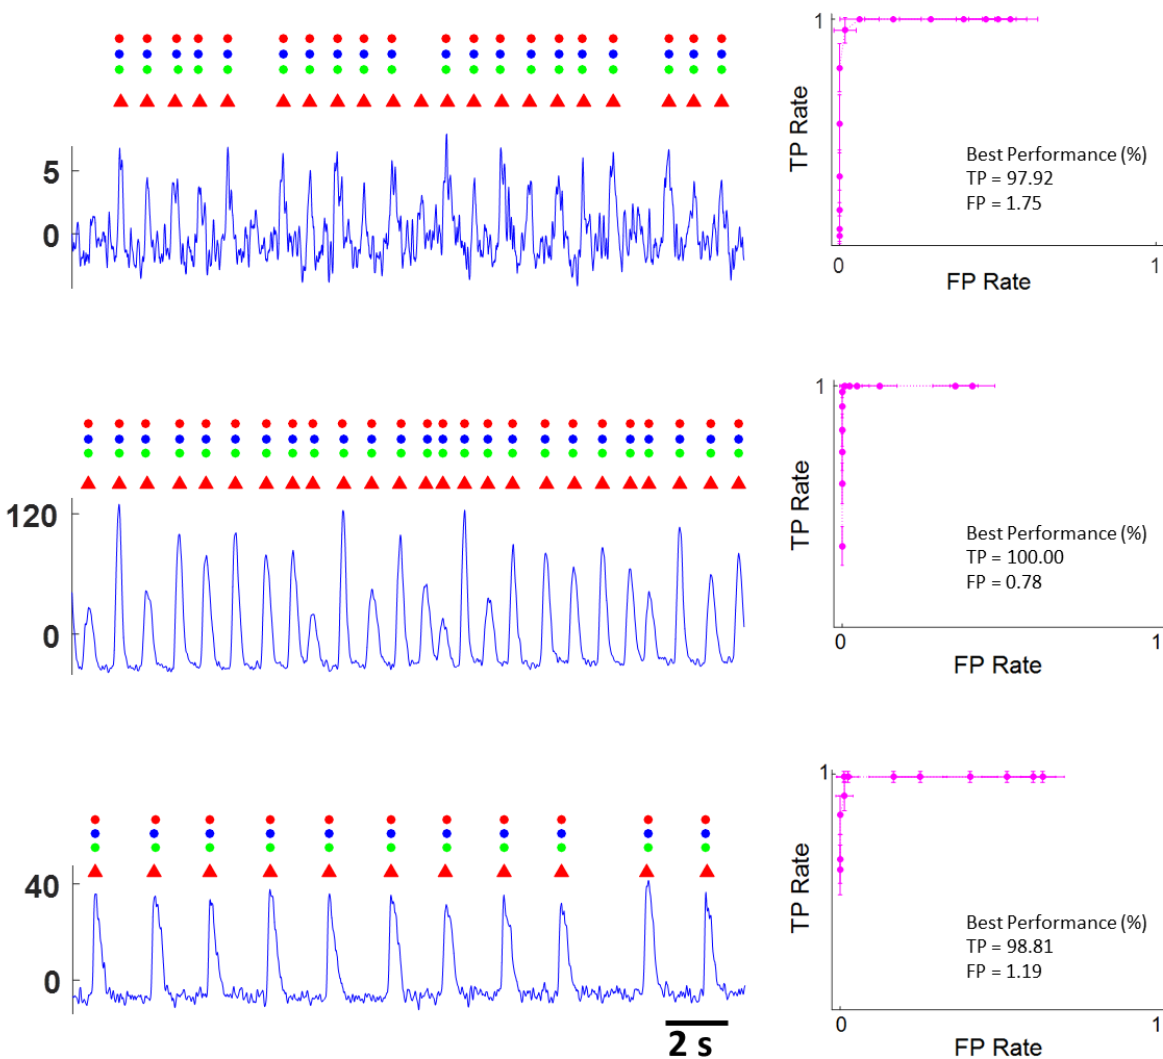 5
0
1
TP Rate
Best Performance (%)
TP = 97.92
FP = 1.75
0
1
FP Rate
120
0
1
TP Rate
Best Performance (%)
TP = 100.00
FP = 0.78
0
1
FP Rate
40
0
2 s
1
TP Rate
Best Performance (%)
TP = 98.81
FP = 1.19
0
1
FP Rate